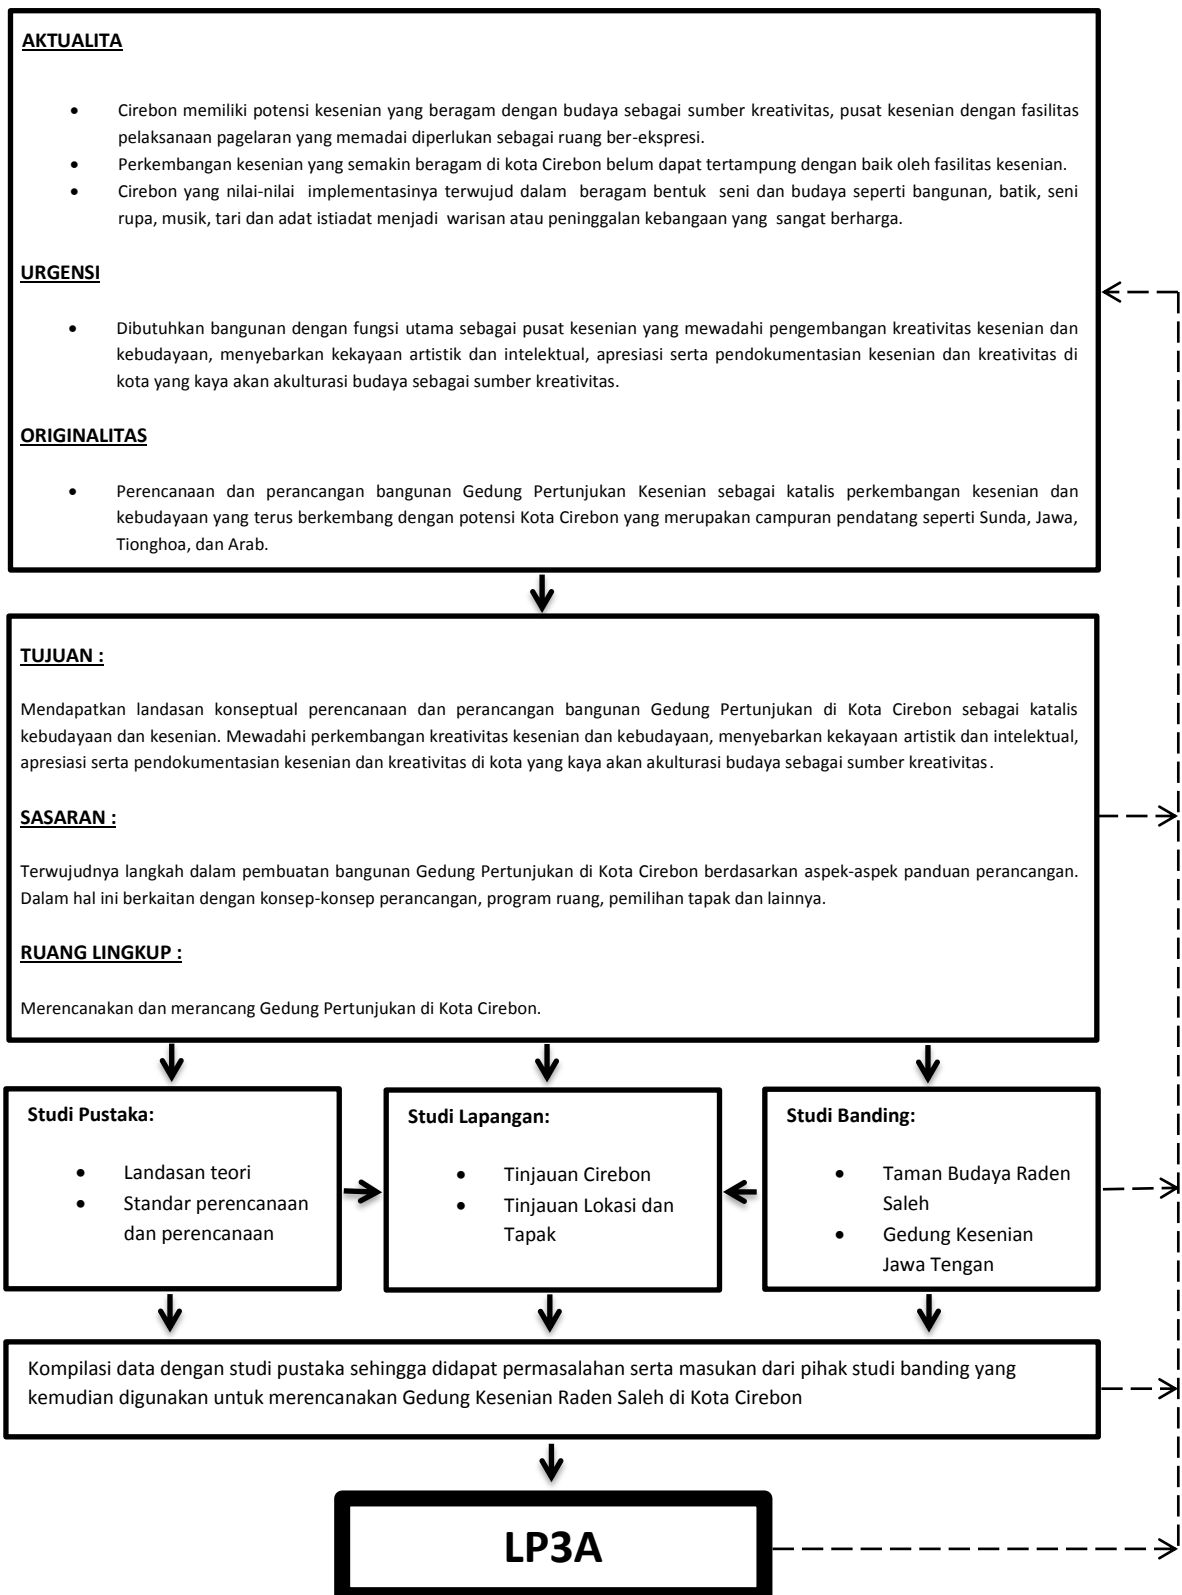 AKTUALITA
• Cirebon memiliki potensi kesenian yang beragam dengan budaya sebagai sumber kreativitas, pusat kesenian dengan fasilitas
pelaksanaan pagelaran yang memadai diperlukan sebagai ruang ber-ekspresi.
• Perkembangan kesenian yang semakin beragam di kota Cirebon belum dapat tertampung dengan baik oleh fasilitas kesenian.
• Cirebon yang nilai-nilai implementasinya terwujud dalam beragam bentuk seni dan budaya seperti bangunan, batik, seni
rupa, musik, tari dan adat istiadat menjadi warisan atau peninggalan kebangaan yang sangat berharga.
URGENSI
• Dibutuhkan bangunan dengan fungsi utama sebagai pusat kesenian yang mewadahi pengembangan kreativitas kesenian dan
kebudayaan, menyebarkan kekayaan artistik dan intelektual, apresiasi serta pendokumentasian kesenian dan kreativitas di
kota yang kaya akan akulturasi budaya sebagai sumber kreativitas.
ORIGINALITAS
• Perencanaan dan perancangan bangunan Gedung Pertunjukan Kesenian sebagai katalis perkembangan kesenian dan
kebudayaan yang terus berkembang dengan potensi Kota Cirebon yang merupakan campuran pendatang seperti Sunda, Jawa,
Tionghoa, dan Arab.
TUJUAN :
Mendapatkan landasan konseptual perencanaan dan perancangan bangunan Gedung Pertunjukan di Kota Cirebon sebagai katalis
kebudayaan dan kesenian. Mewadahi perkembangan kreativitas kesenian dan kebudayaan, menyebarkan kekayaan artistik dan intelektual,
apresiasi serta pendokumentasian kesenian dan kreativitas di kota yang kaya akan akulturasi budaya sebagai sumber kreativitas.
SASARAN :
Terwujudnya langkah dalam pembuatan bangunan Gedung Pertunjukan di Kota Cirebon berdasarkan aspek-aspek panduan perancangan.
Dalam hal ini berkaitan dengan konsep-konsep perancangan, program ruang, pemilihan tapak dan lainnya.
RUANG LINGKUP :
Merencanakan dan merancang Gedung Pertunjukan di Kota Cirebon.
Studi Pustaka:
• Landasan teori
• Standar perencanaan
dan perencanaan
Studi Lapangan:
• Tinjauan Cirebon
• Tinjauan Lokasi dan
Tapak
Studi Banding:
• Taman Budaya Raden
Saleh
• Gedung Kesenian
Jawa Tengan
Kompilasi data dengan studi pustaka sehingga didapat permasalahan serta masukan dari pihak studi banding yang
kemudian digunakan untuk merencanakan Gedung Kesenian Raden Saleh di Kota Cirebon
LP3A